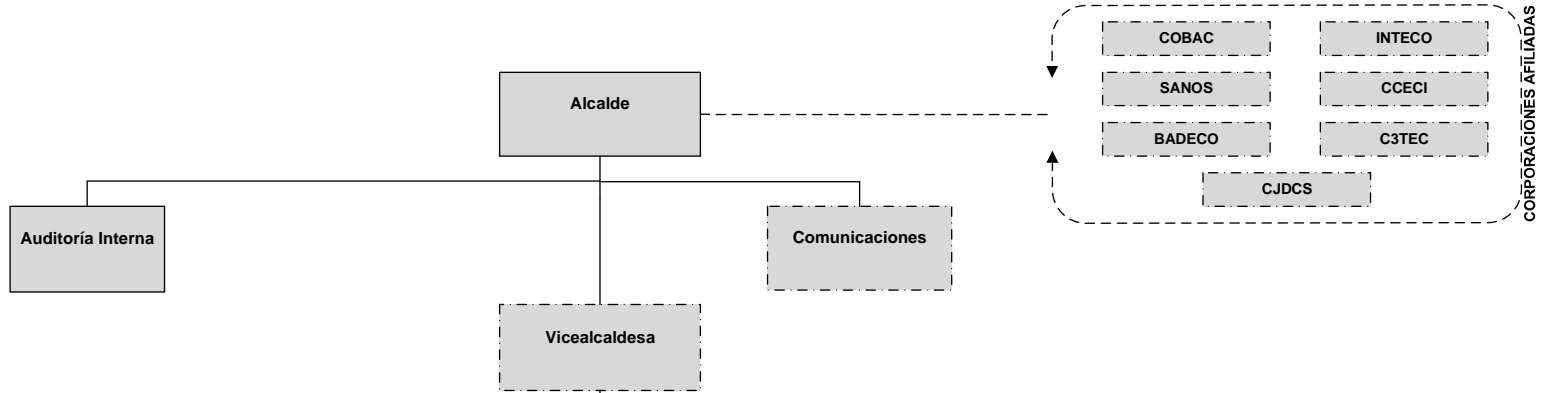 COBAC
INTECO
Alcalde
SANOS
CCECI
BADECO
C3TEC
CJDCS
CORPORACIONES AFILIADAS
Auditoría Interna
Comunicaciones
Vicealcaldesa